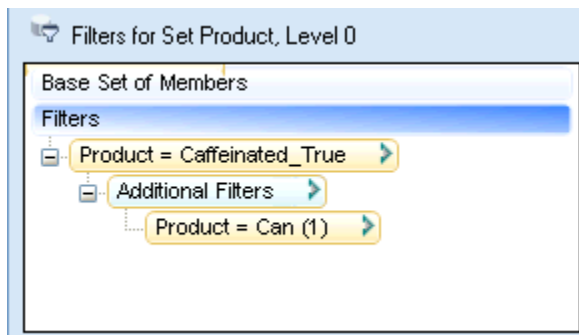 Filters for Set Product, Level 0
Base Set of Members
Filters
Product = Caffeinated_True
Additional Filters
Product = Can (1)